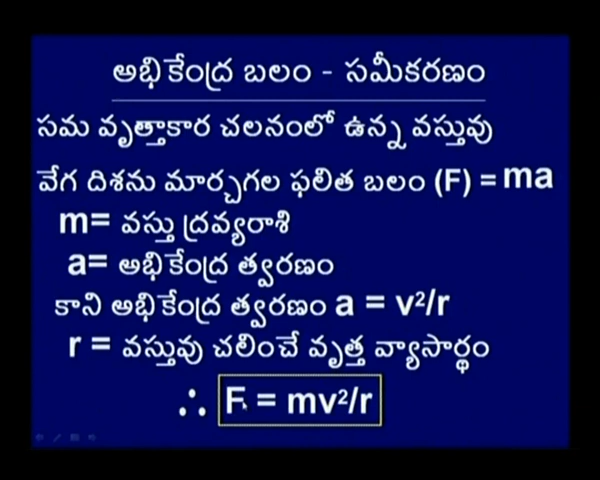 అభికేంద్ర బలం - సమీకరణం
సమ వృత్తాకార చలనంలో ఉన్న వస్తువు
వేగ దిశను మార్చగల ఫలిత బలం (F) = ma
m= వస్తు ద్రవ్యరాశి
a= అభికేంద్ర త్వరణం
కాని అభికేంద్ర త్వరణం a = v²/r
r = వస్తువు చలించే వృత్త వ్యాసార్థం
∴ F = mv²/r